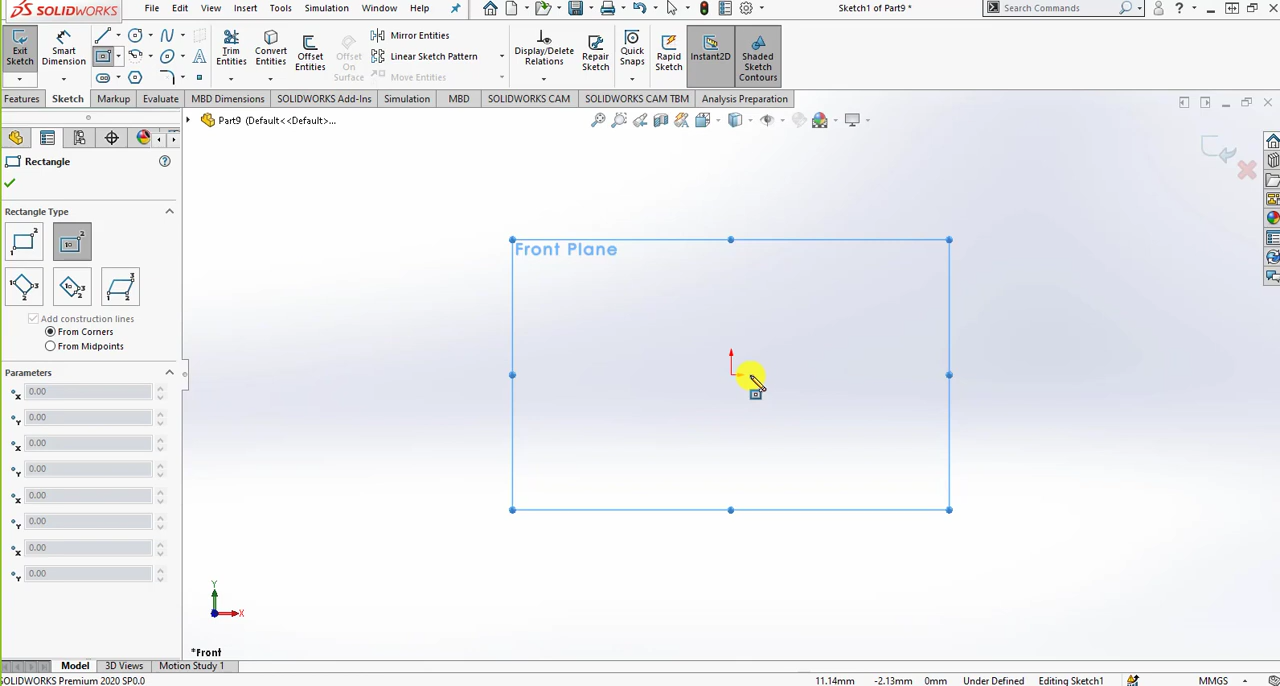 SOLIDWORKS File Edit View Insert Tools Simulation Window Help Sketch1 of Part9 * Search Commands ?
Exit Sketch
Smart Dimension
Trim Entities
Convert Entities
Offset Entities
Offset On Surface
Mirror Entities
Linear Sketch Pattern
Move Entities
Display/Delete Relations
Repair Sketch
Quick Snaps
Rapid Sketch
Instant2D
Shaded Sketch Contours
Features Sketch Markup Evaluate MBD Dimensions SOLIDWORKS Add-Ins Simulation MBD SOLIDWORKS CAM SOLIDWORKS CAM TBM Analysis Preparation
Part9 (Default<<Default>...
Rectangle
Rectangle Type
Add construction lines
From Corners
From Midpoints
Parameters
x 0.00
Y 0.00
x 0.00
Y 0.00
x 0.00
Y 0.00
x 0.00
Y 0.00
Front Plane
Y
X
*Front
Model 3D Views Motion Study 1
SOLIDWORKS Premium 2020 SP0.0 11.14mm -2.13mm 0mm Under Defined Editing Sketch1 MMGS